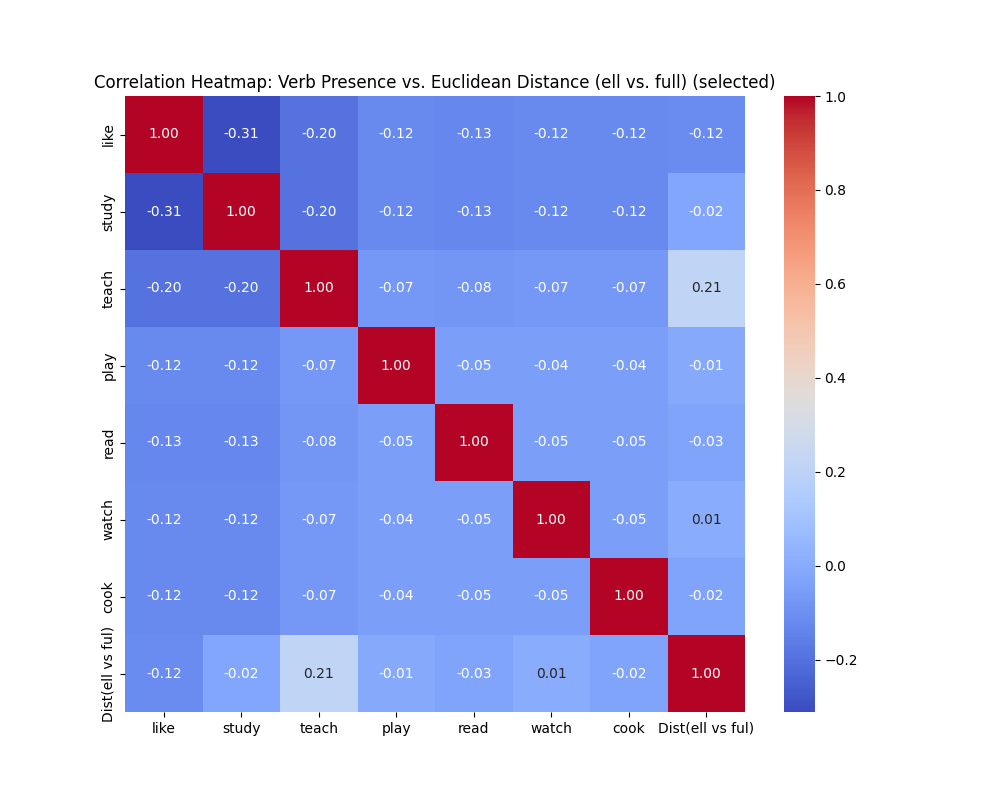 Correlation Heatmap: Verb Presence vs. Euclidean Distance (ell vs. full) (selected)
like 1.00 -0.31 -0.20 -0.12 -0.13 -0.12 -0.12 -0.12
study -0.31 1.00 -0.20 -0.12 -0.13 -0.12 -0.12 -0.02
teach -0.20 -0.20 1.00 -0.07 -0.08 -0.07 -0.07 0.21
play -0.12 -0.12 -0.07 1.00 -0.05 -0.04 -0.04 -0.01
read -0.13 -0.13 -0.08 -0.05 1.00 -0.05 -0.05 -0.03
watch -0.12 -0.12 -0.07 -0.04 -0.05 1.00 -0.05 0.01
cook -0.12 -0.12 -0.07 -0.04 -0.05 -0.05 1.00 -0.02
Dist(ell vs ful) -0.12 -0.02 0.21 -0.01 -0.03 0.01 -0.02 1.00
like study teach play read watch cook Dist(ell vs ful)
1.0
0.8
0.6
0.4
0.2
0.0
−0.2